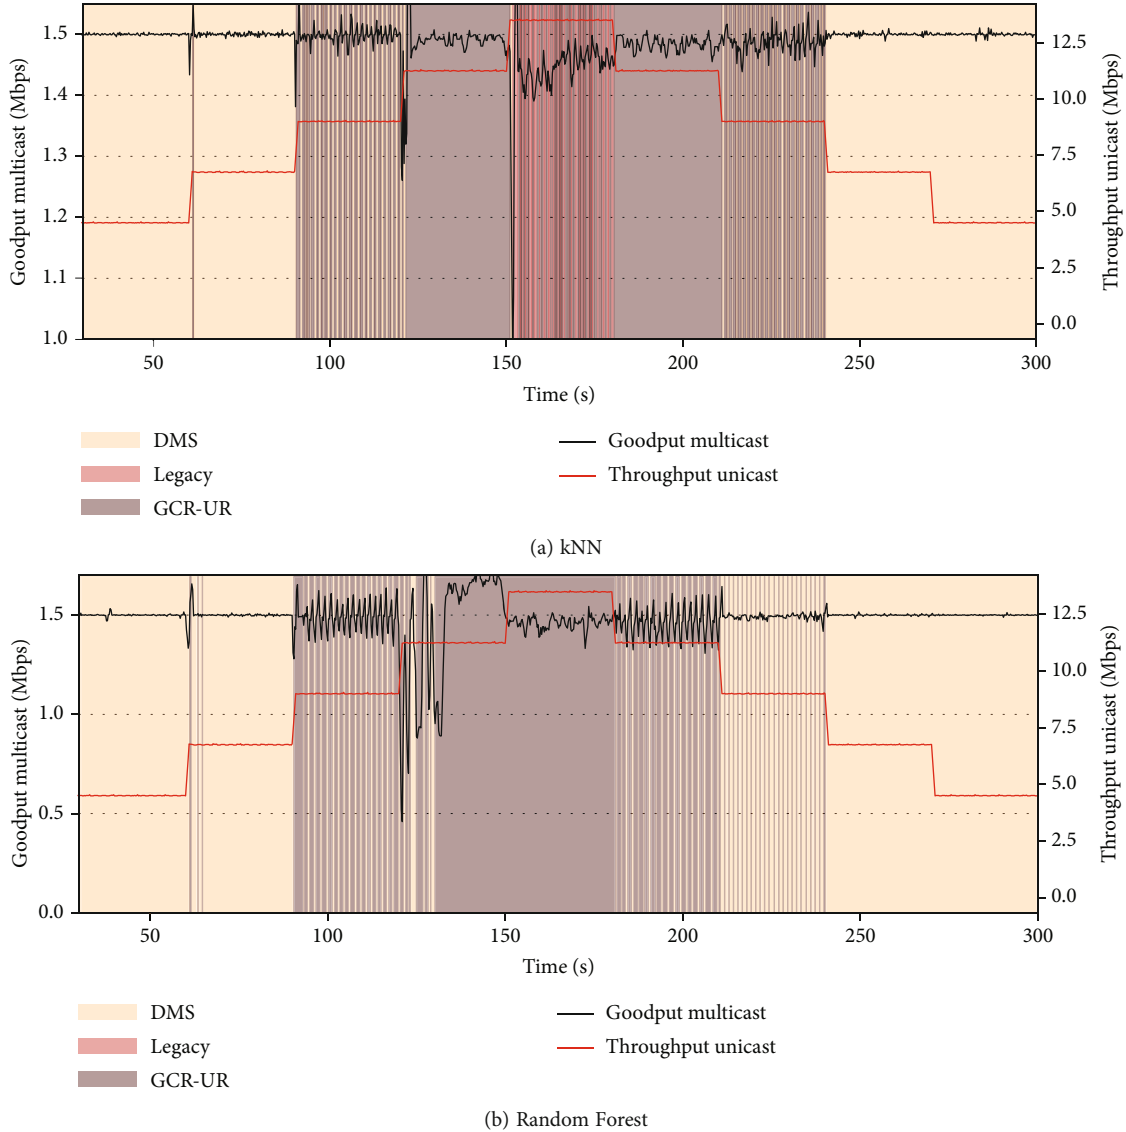 1.5
1.4
1.3
1.2
1.1
1.0
Goodput multicast (Mbps)
12.5
10.0
7.5
5.0
2.5
0.0
Throughput unicast (Mbps)
50 100 150 200 250 300
Time (s)
DMS
Legacy
GCR-UR
Goodput multicast
Throughput unicast
(a) kNN
1.5
1.0
0.5
0.0
Goodput multicast (Mbps)
12.5
10.0
7.5
5.0
2.5
0.0
Throughput unicast (Mbps)
50 100 150 200 250 300
Time (s)
DMS
Legacy
GCR-UR
Goodput multicast
Throughput unicast
(b) Random Forest